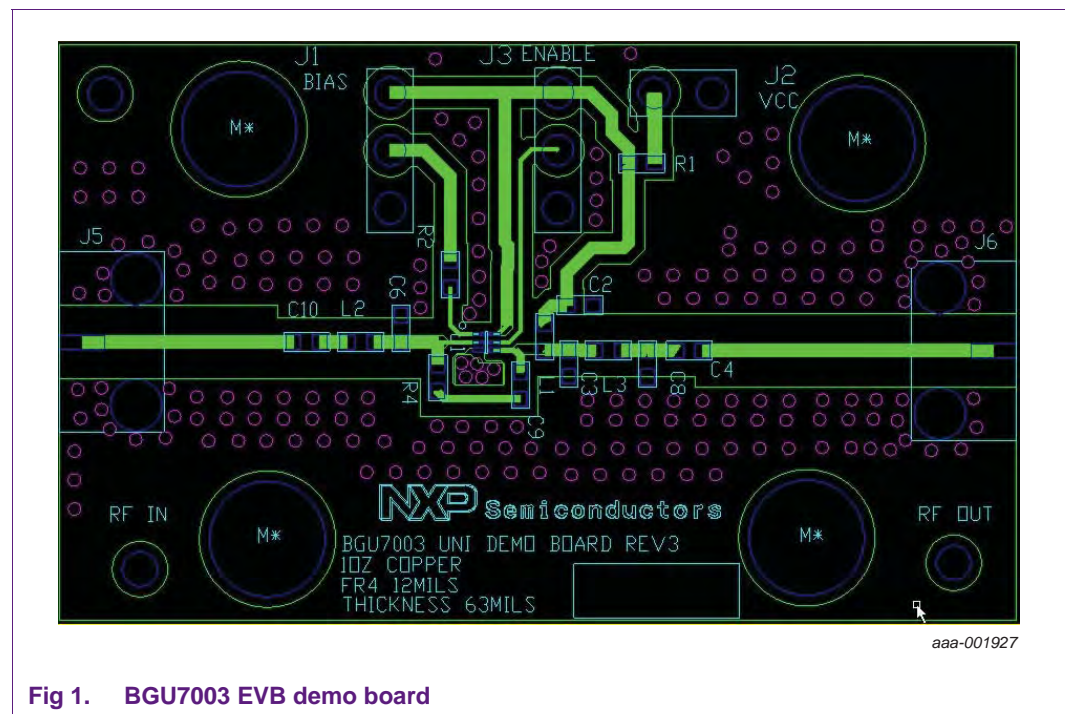 J1
BIAS
J3 ENABLE
J2
VCC
M*
M*
R1
J5
R2
J6
C10
L2
C6
C2
R4
L1
C9
C3
L3
C8
C4
NXP Semiconductors
RF IN
RF OUT
M*
M*
BGU7003 UNI DEMO BOARD REV3
1OZ COPPER
FR4 12MILS
THICKNESS 63MILS
aaa-001927
Fig 1. BGU7003 EVB demo board